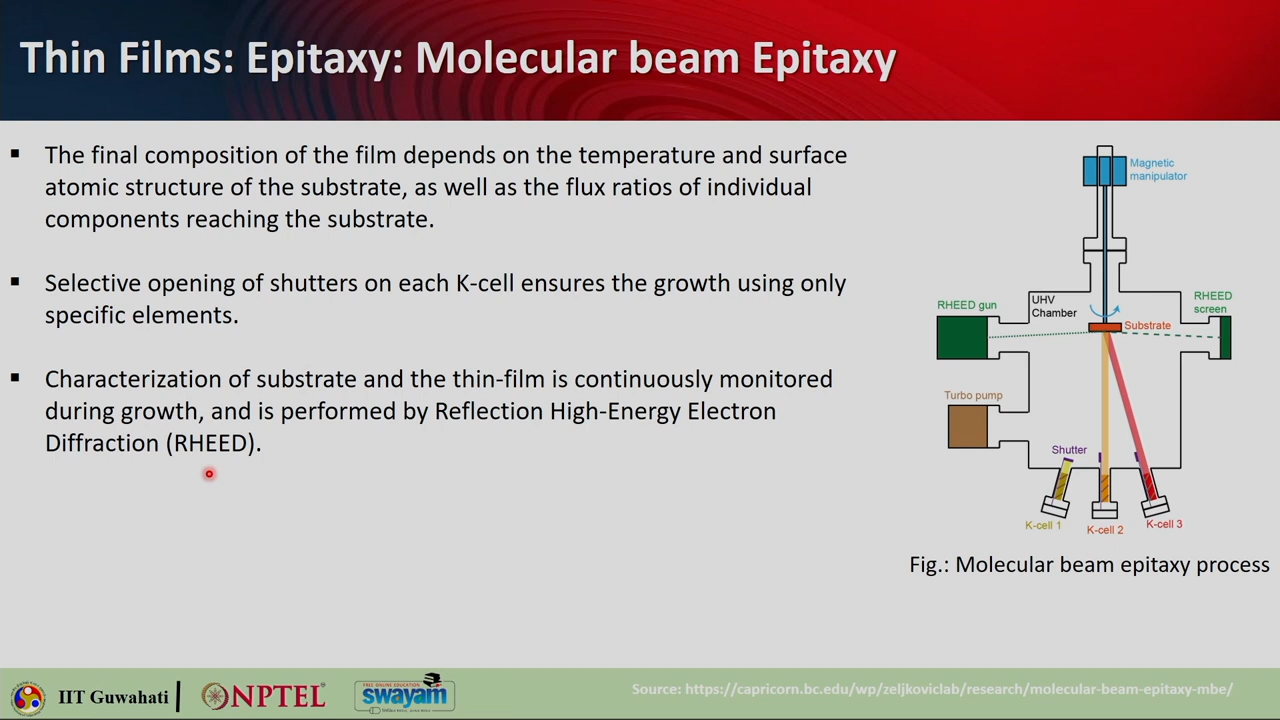 Thin Films: Epitaxy: Molecular beam Epitaxy
The final composition of the film depends on the temperature and surface
atomic structure of the substrate, as well as the flux ratios of individual
components reaching the substrate.
Selective opening of shutters on each K-cell ensures the growth using only
specific elements.
Characterization of substrate and the thin-film is continuously monitored
during growth, and is performed by Reflection High-Energy Electron
Diffraction (RHEED).
Magnetic
manipulator
RHEED gun
UHV
Chamber
RHEED
screen
Substrate
Turbo pump
Shutter
K-cell 1
K-cell 2
K-cell 3
Fig.: Molecular beam epitaxy process
IIT Guwahati
NPTEL
FREE ONLINE EDUCATION
swayam
Source: https://capricorn.bc.edu/wp/zeljkoviclab/research/molecular-beam-epitaxy-mbe/